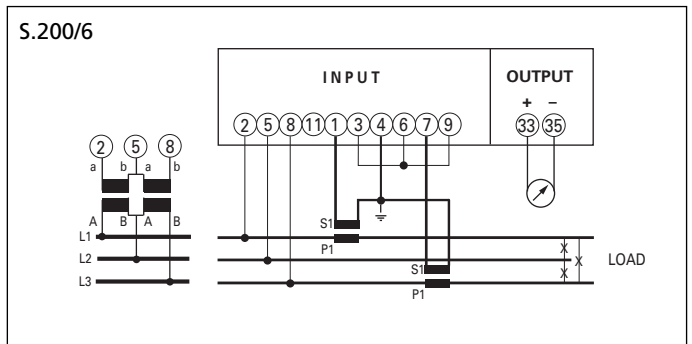 S.200/6
INPUT
OUTPUT
+ −
2 5 8 11 1 3 4 6 7 9
33 35
2 5 8
a b a b
A B A B
S1
P1
L1
L2
L3
S1
P1
X
X
X
LOAD